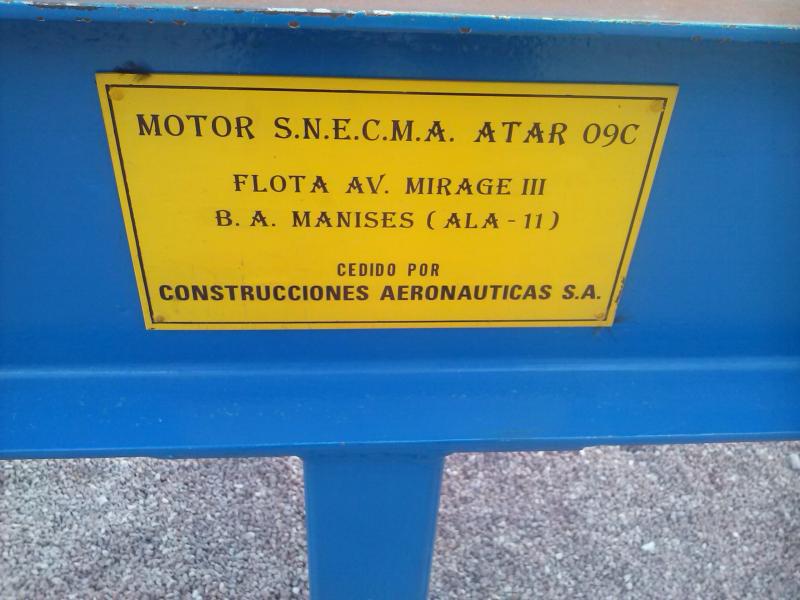 MOTOR S.N.E.C.M.A. ATAR 09C
FLOTA AV. MIRAGE III
B. A. MANISES ( ALA - 11 )
CEDIDO POR
CONSTRUCCIONES AERONAUTICAS S.A.